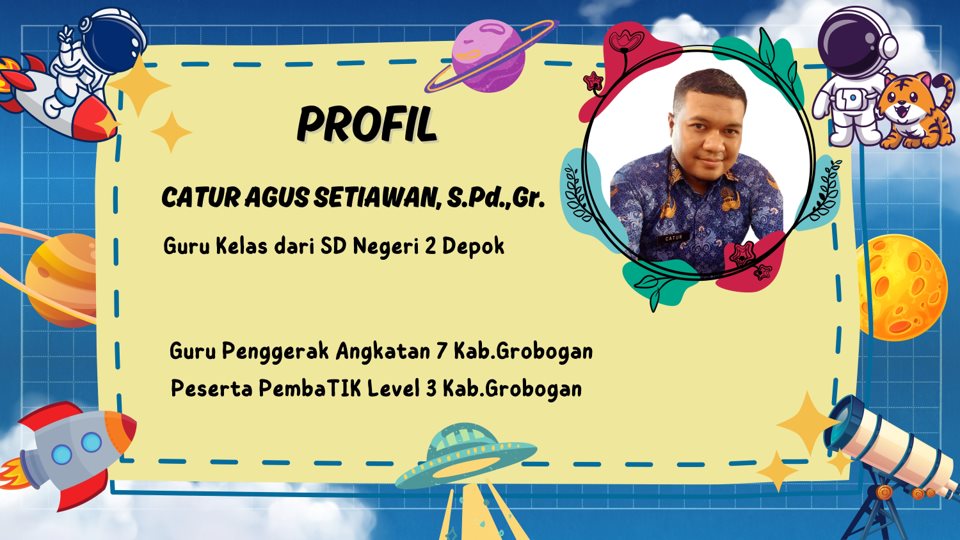 PROFIL
CATUR AGUS SETIAWAN, S.Pd.,Gr.
Guru Kelas dari SD Negeri 2 Depok
CATUR
Guru Penggerak Angkatan 7 Kab.Grobogan
Peserta PembaTIK Level 3 Kab.Grobogan